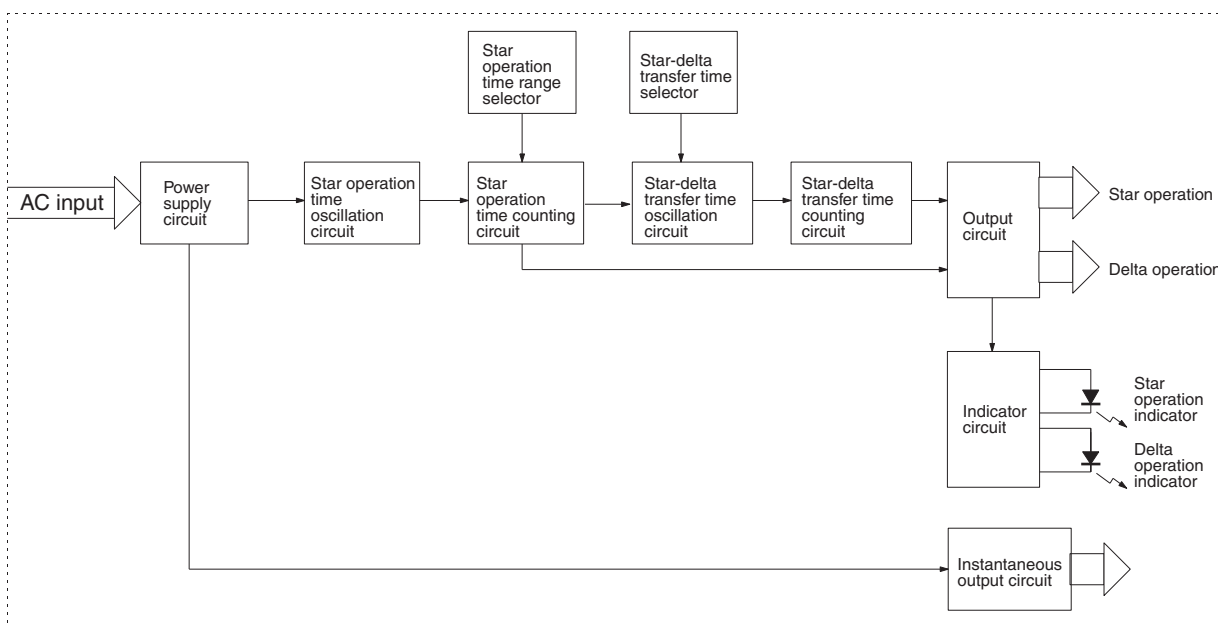 Star
operation
time range
selector
Star-delta
transfer time
selector
AC input
Power
supply
circuit
Star operation
time
oscillation
circuit
Star
operation
time counting
circuit
Star-delta
transfer time
oscillation
circuit
Star-delta
transfer time
counting
circuit
Output
circuit
Star operation
Delta operation
Indicator
circuit
Star
operation
indicator
Delta
operation
indicator
Instantaneous
output circuit